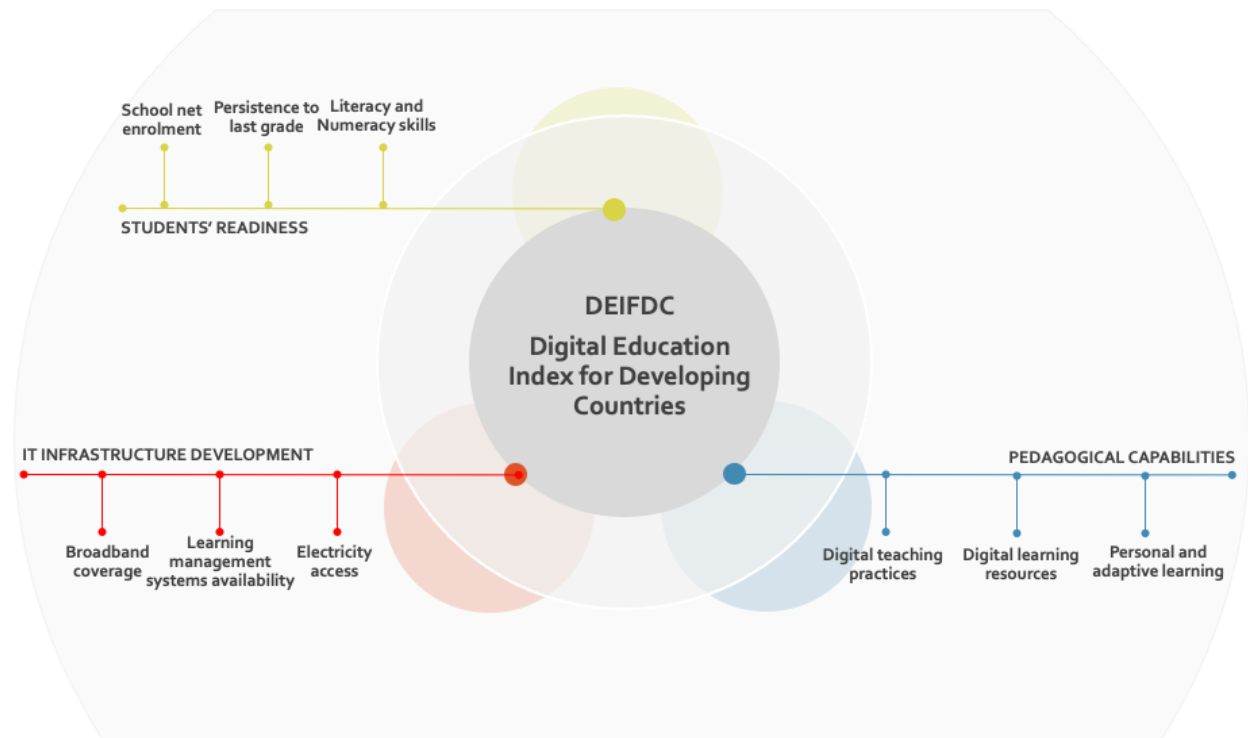 School net
enrolment
Persistence to
last grade
Literacy and
Numeracy skills
STUDENTS’ READINESS
DEIFDC
Digital Education
Index for Developing
Countries
IT INFRASTRUCTURE DEVELOPMENT
Broadband
coverage
Learning
management
systems availability
Electricity
access
PEDAGOGICAL CAPABILITIES
Digital teaching
practices
Digital learning
resources
Personal and
adaptive learning